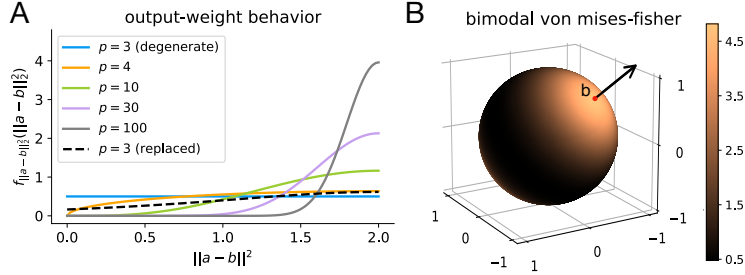 A
output-weight behavior
p = 3 (degenerate)
p = 4
p = 10
p = 30
p = 100
p = 3 (replaced)
f||a−b||₂²(||a − b||₂²)
4
3
2
1
0
0.0
0.5
1.0
1.5
2.0
||a − b||²
B
bimodal von mises-fisher
b
1
0
−1
1
0
−1
1
0
−1
4.5
3.5
2.5
1.5
0.5